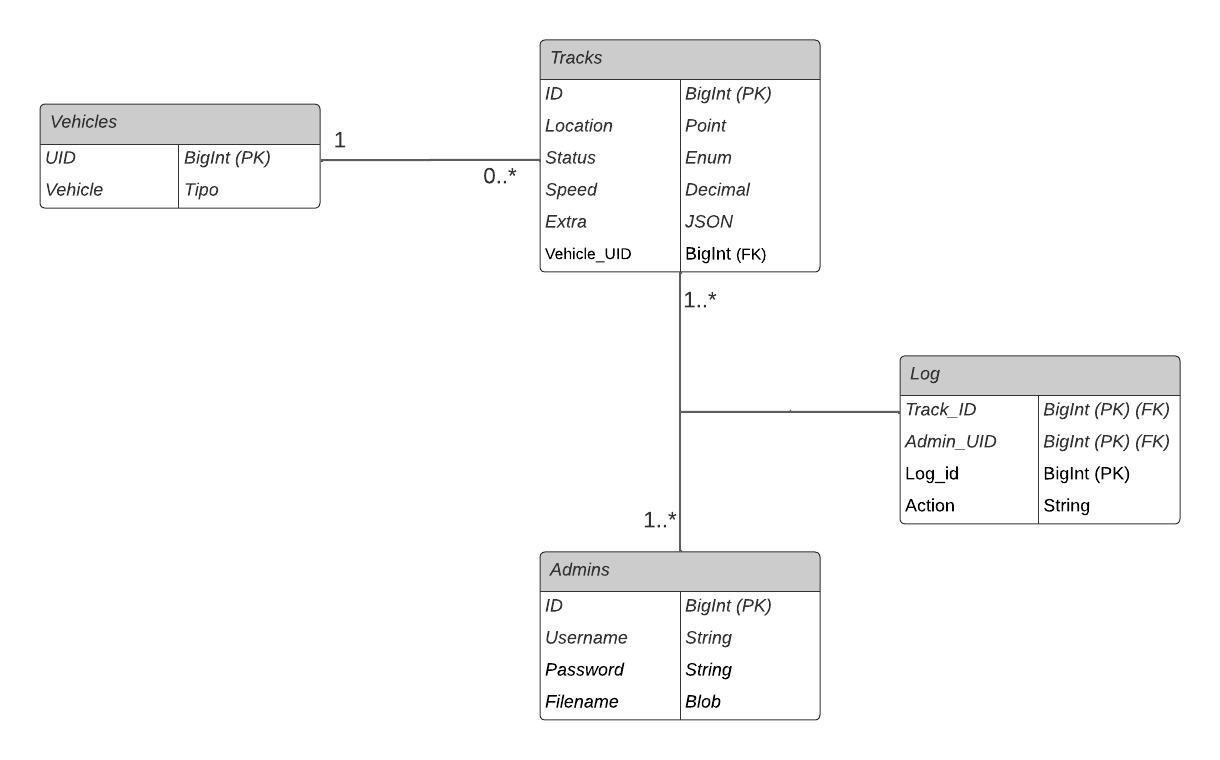 Tracks
ID BigInt (PK)
Location Point
Status Enum
Speed Decimal
Extra JSON
Vehicle_UID BigInt (FK)
Vehicles
UID BigInt (PK)
Vehicle Tipo
1
0..*
1..*
Log
Track_ID BigInt (PK) (FK)
Admin_UID BigInt (PK) (FK)
Log_id BigInt (PK)
Action String
1..*
Admins
ID BigInt (PK)
Username String
Password String
Filename Blob